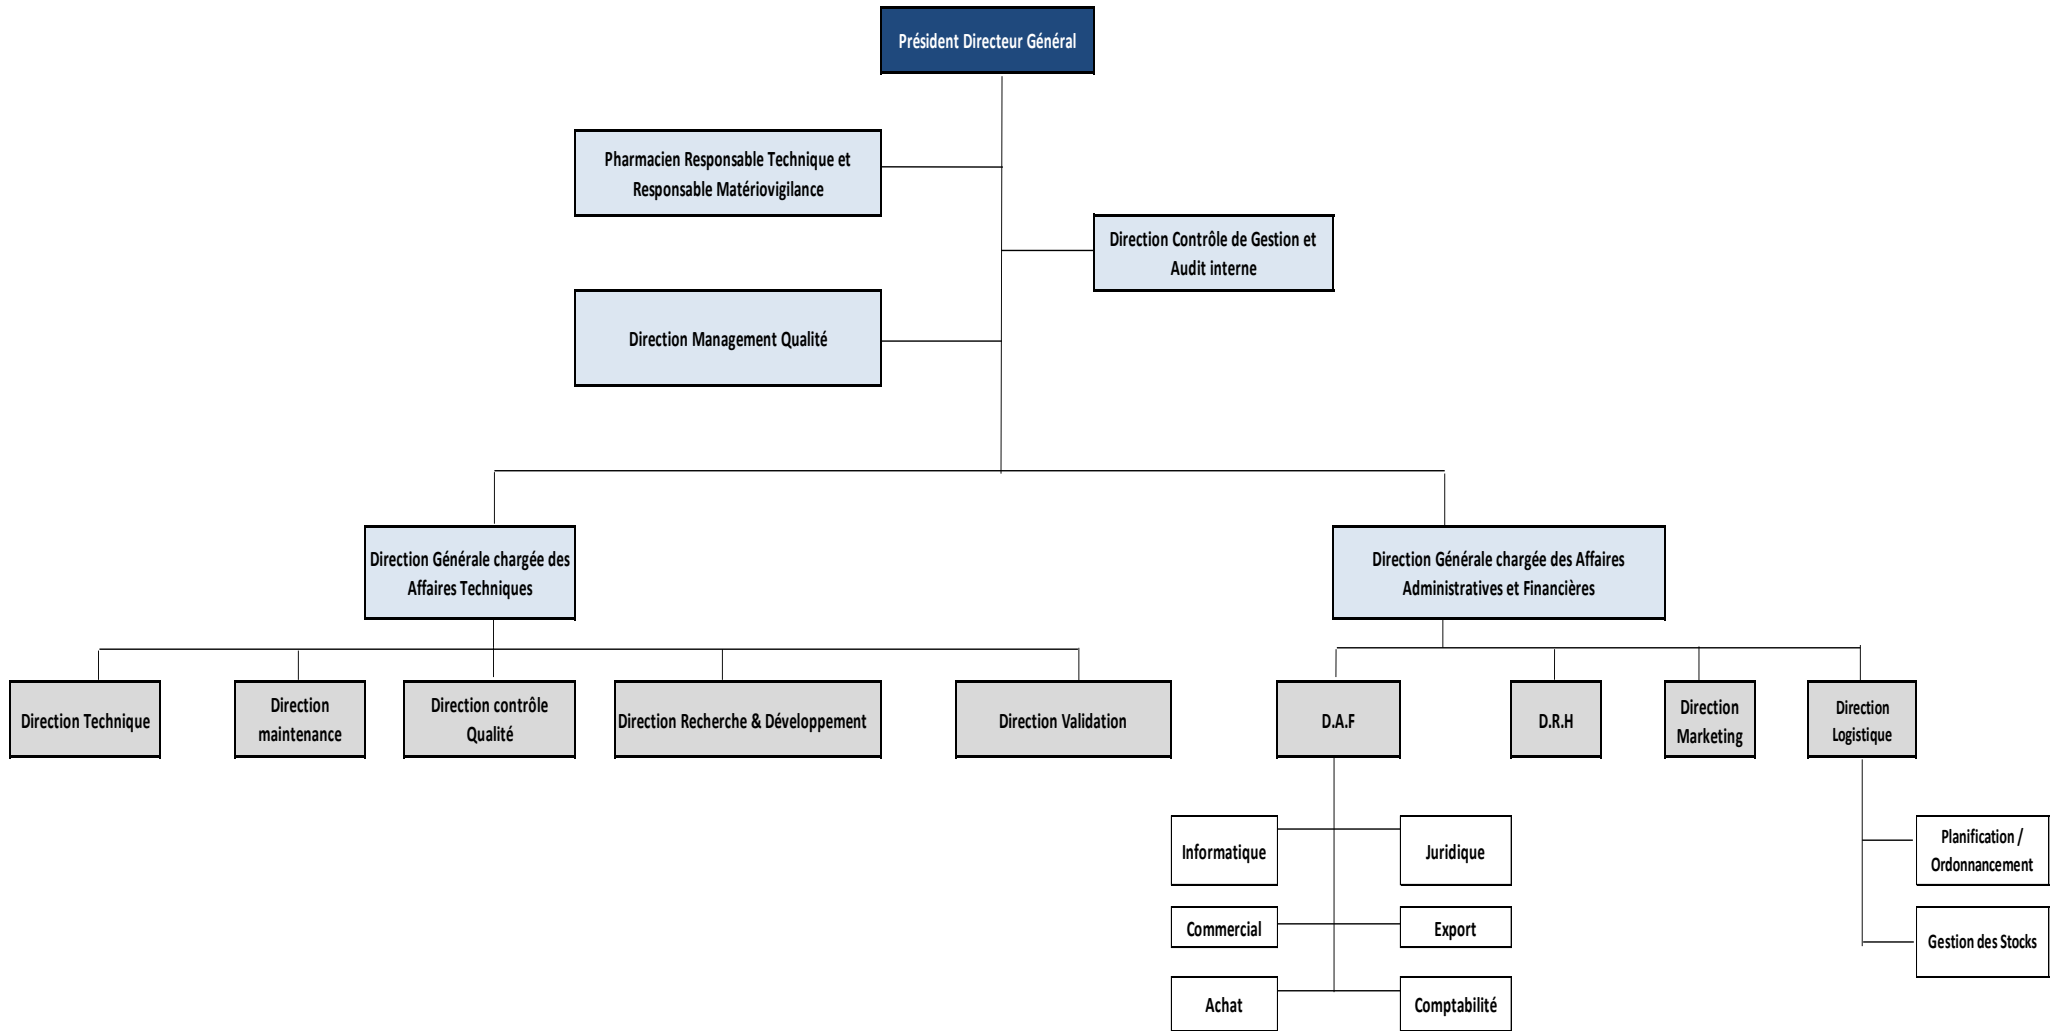 Président Directeur Général
Pharmacien Responsable Technique et
Responsable Matériovigilance
Direction Contrôle de Gestion et
Audit interne
Direction Management Qualité
Direction Générale chargée des
Affaires Techniques
Direction Générale chargée des Affaires
Administratives et Financières
Direction Technique
Direction
maintenance
Direction contrôle
Qualité
Direction Recherche & Développement
Direction Validation
D.A.F
D.R.H
Direction
Marketing
Direction
Logistique
Informatique
Juridique
Planification /
Ordonnancement
Commercial
Export
Gestion des Stocks
Achat
Comptabilité